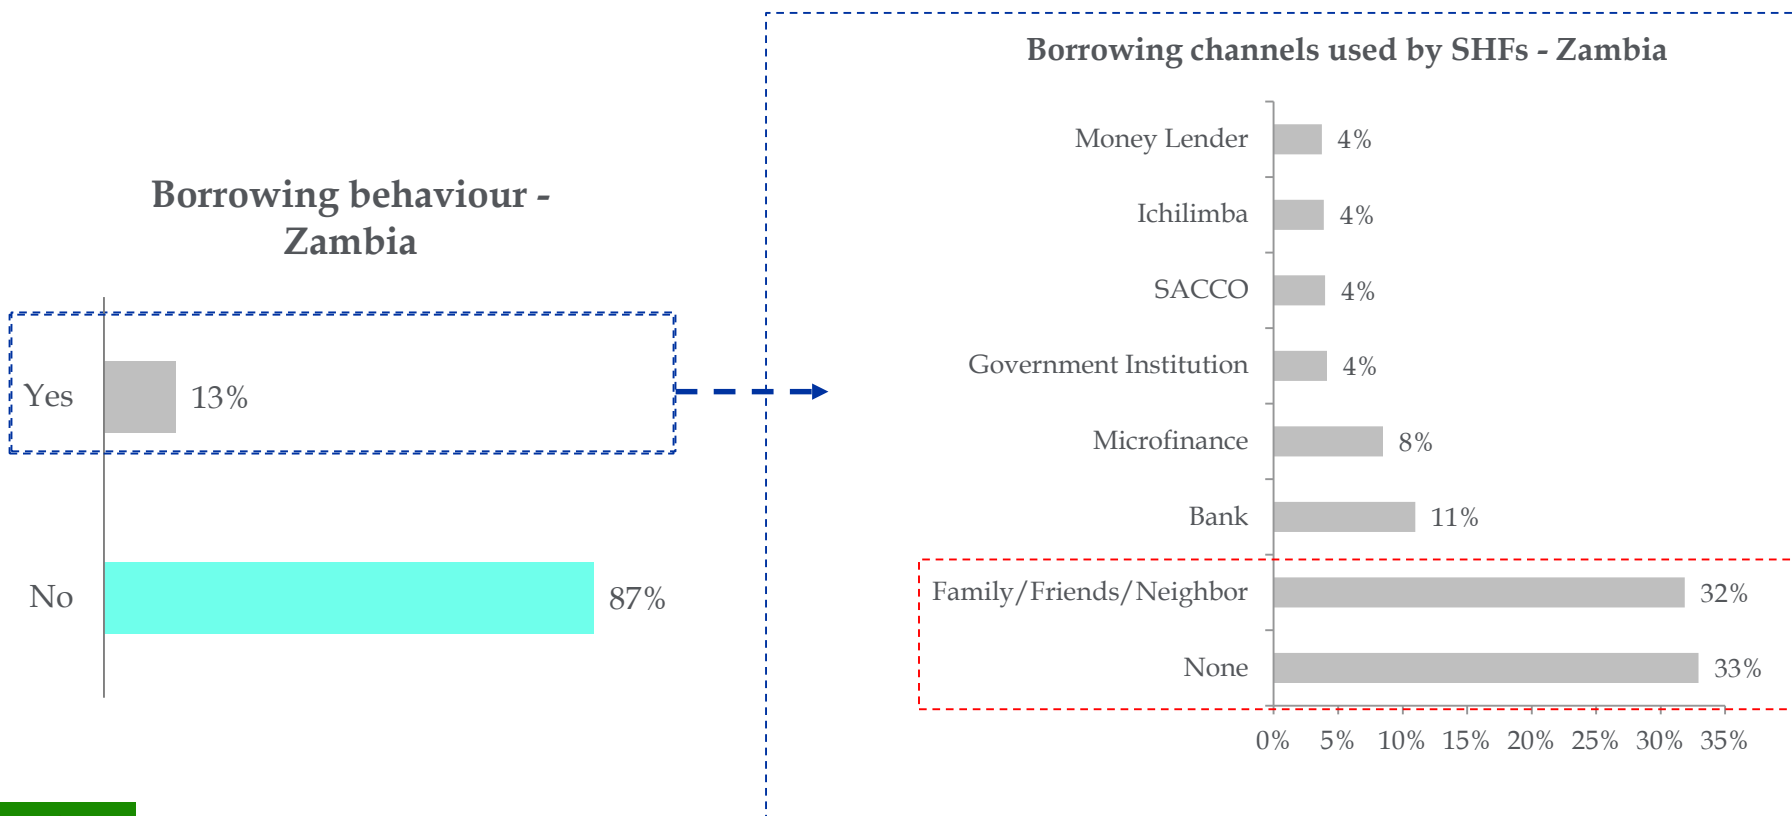 Borrowing behaviour -
Zambia
Yes
13%
No
87%
Borrowing channels used by SHFs - Zambia
Money Lender
4%
Ichilimba
4%
SACCO
4%
Government Institution
4%
Microfinance
8%
Bank
11%
Family/Friends/Neighbor
32%
None
33%
0% 5% 10% 15% 20% 25% 30% 35%